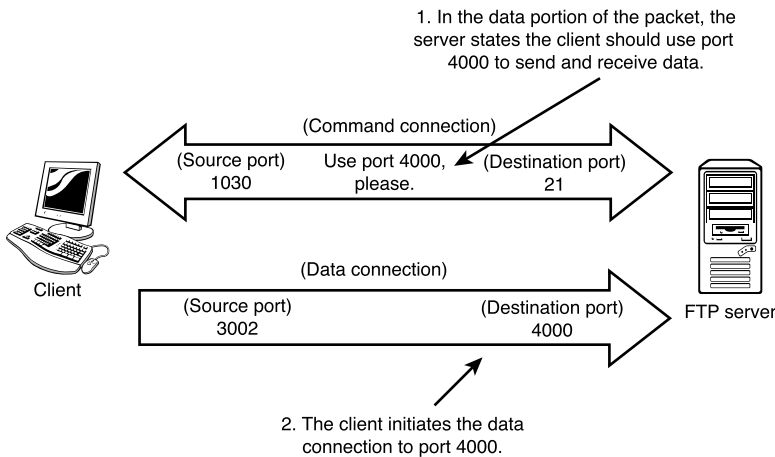 1. In the data portion of the packet, the
server states the client should use port
4000 to send and receive data.
(Command connection)
(Source port)
1030
Use port 4000,
please.
(Destination port)
21
Client
FTP server
(Data connection)
(Source port)
3002
(Destination port)
4000
2. The client initiates the data
connection to port 4000.